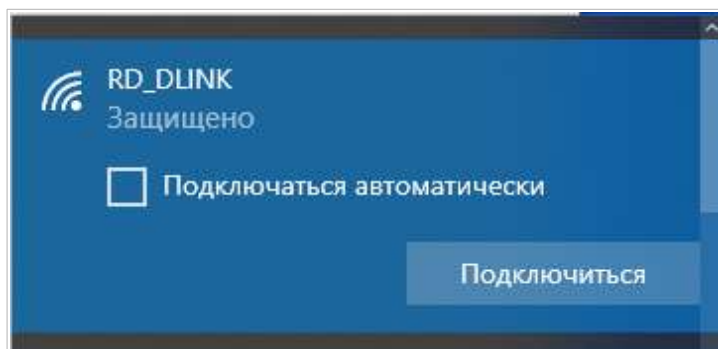 RD_DLINK
Защищено
Подключаться автоматически
Подключиться